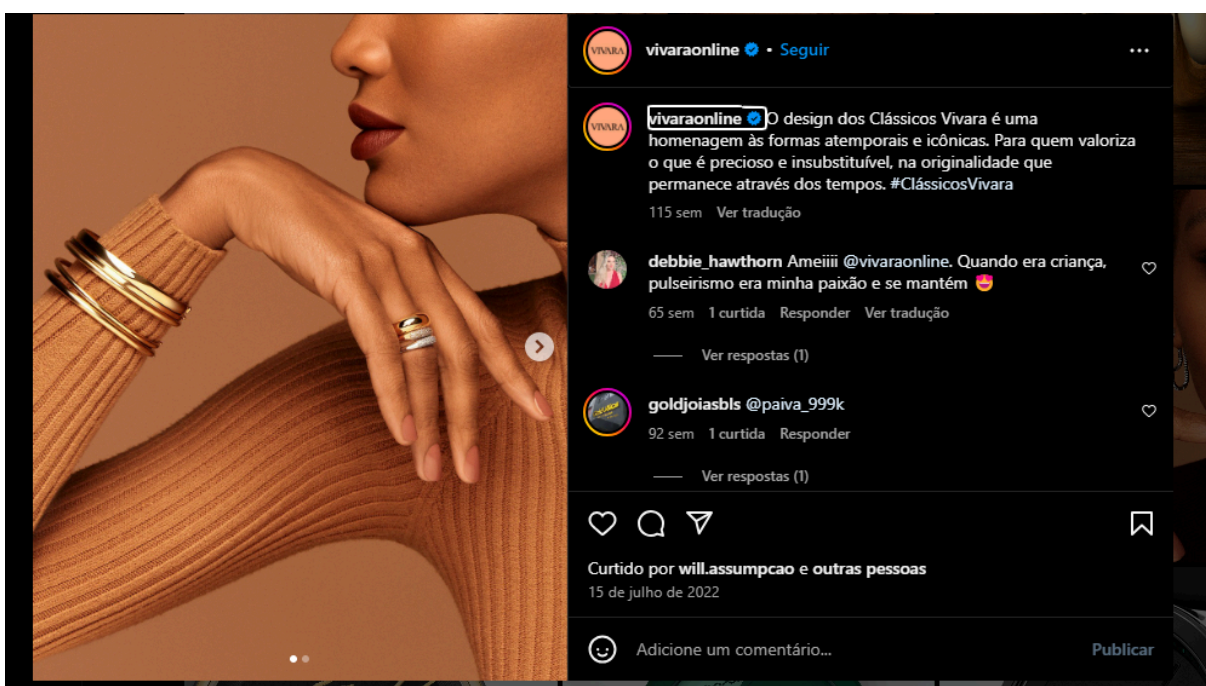 VIVARA
vivaraonline • Seguir
VIVARA
vivaraonline O design dos Clássicos Vivara é uma
homenagem às formas atemporais e icônicas. Para quem valoriza
o que é precioso e insubstituível, na originalidade que
permanece através dos tempos. #ClássicosVivara
115 sem Ver tradução
debbie_hawthorn Ameiiii @vivaraonline. Quando era criança,
pulseirismo era minha paixão e se mantém 😍
65 sem 1 curtida Responder Ver tradução
Ver respostas (1)
goldjoiasbls @paiva_999k
92 sem 1 curtida Responder
Ver respostas (1)
Curtido por will.assumpcao e outras pessoas
15 de julho de 2022
Adicione um comentário...
Publicar